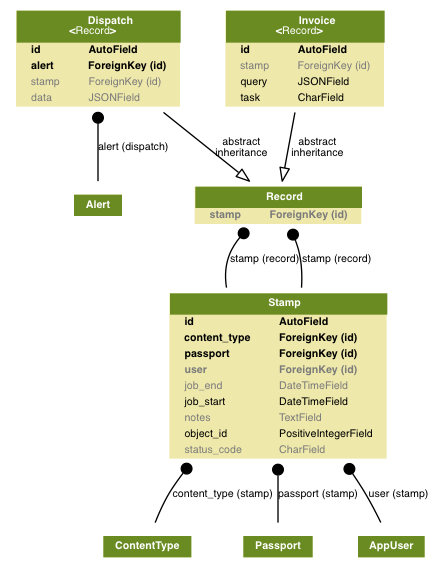 Dispatch
<Record>
id AutoField
alert ForeignKey (id)
stamp ForeignKey (id)
data JSONField
Invoice
<Record>
id AutoField
stamp ForeignKey (id)
query JSONField
task CharField
alert (dispatch)
abstract
inheritance
abstract
inheritance
Alert
Record
stamp ForeignKey (id)
stamp (record)
stamp (record)
Stamp
id AutoField
content_type ForeignKey (id)
passport ForeignKey (id)
user ForeignKey (id)
job_end DateTimeField
job_start DateTimeField
notes TextField
object_id PositiveIntegerField
status_code CharField
content_type (stamp)
passport (stamp)
user (stamp)
ContentType
Passport
AppUser